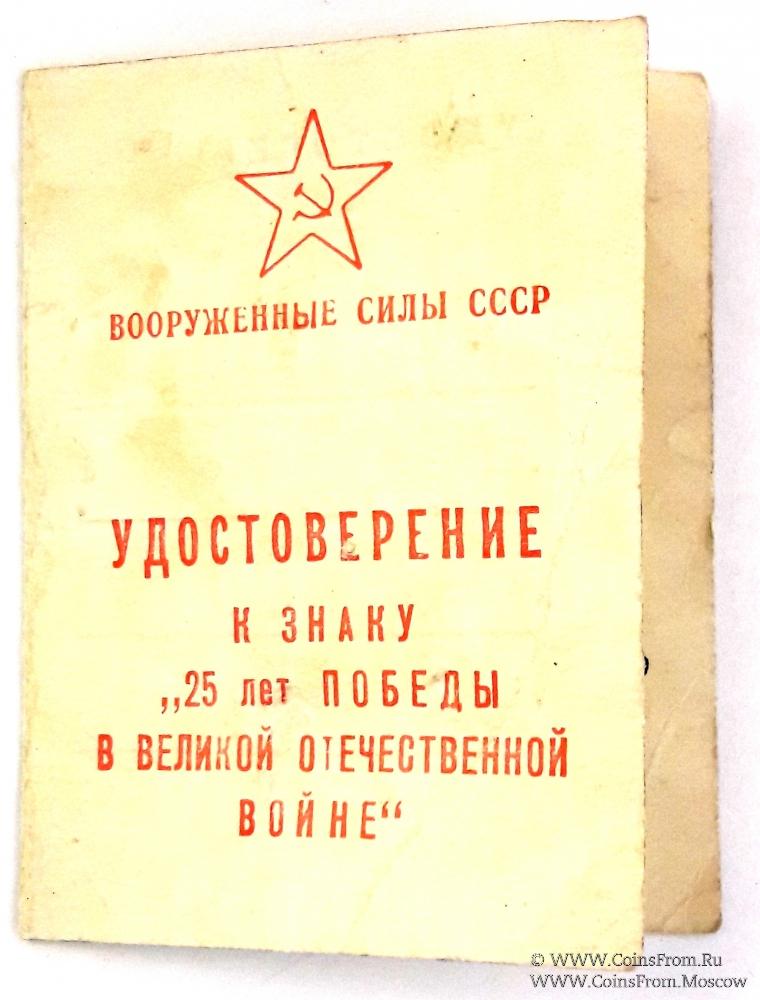 ВООРУЖЕННЫЕ СИЛЫ СССР
УДОСТОВЕРЕНИЕ
К ЗНАКУ
„25 лет ПОБЕДЫ
В ВЕЛИКОЙ ОТЕЧЕСТВЕННОЙ
ВОЙНЕ“
© WWW.CoinsFrom.Ru
WWW.CoinsFrom.Moscow